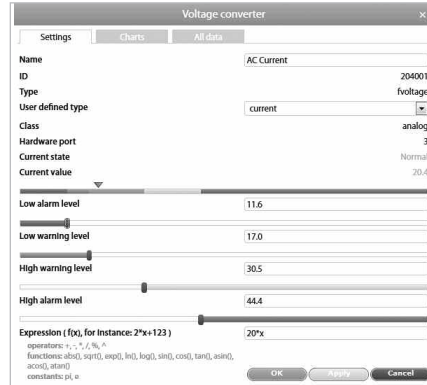 Voltage converter ×
Settings Charts All data
Name AC Current
ID 204001
Type fvoltage
User defined type current
Class analog
Hardware port 3
Current state Normal
Current value 20.4
Low alarm level 11.6
Low warning level 17.0
High warning level 30.5
High alarm level 44.4
Expression ( f(x), for Instance: 2*x+123 ) 20*x
operators: +, -, *, /, %, ^
functions: abs(), sqrt(), exp(), ln(), log(), sin(), cos(), tan(), asin(),
acos(), atan()
constants: pi, e
OK Apply Cancel